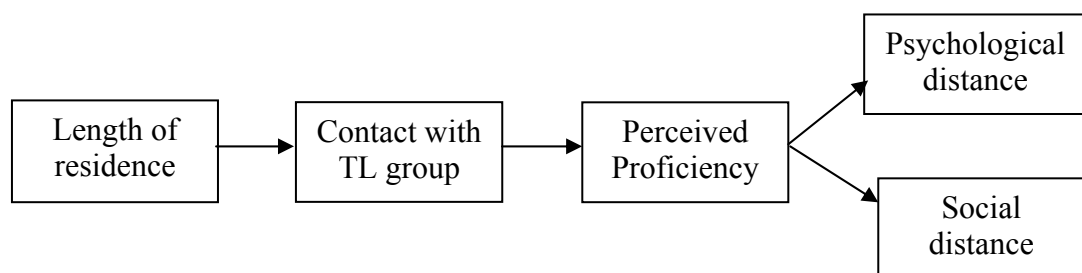 Length of
residence
Contact with
TL group
Perceived
Proficiency
Psychological
distance
Social
distance